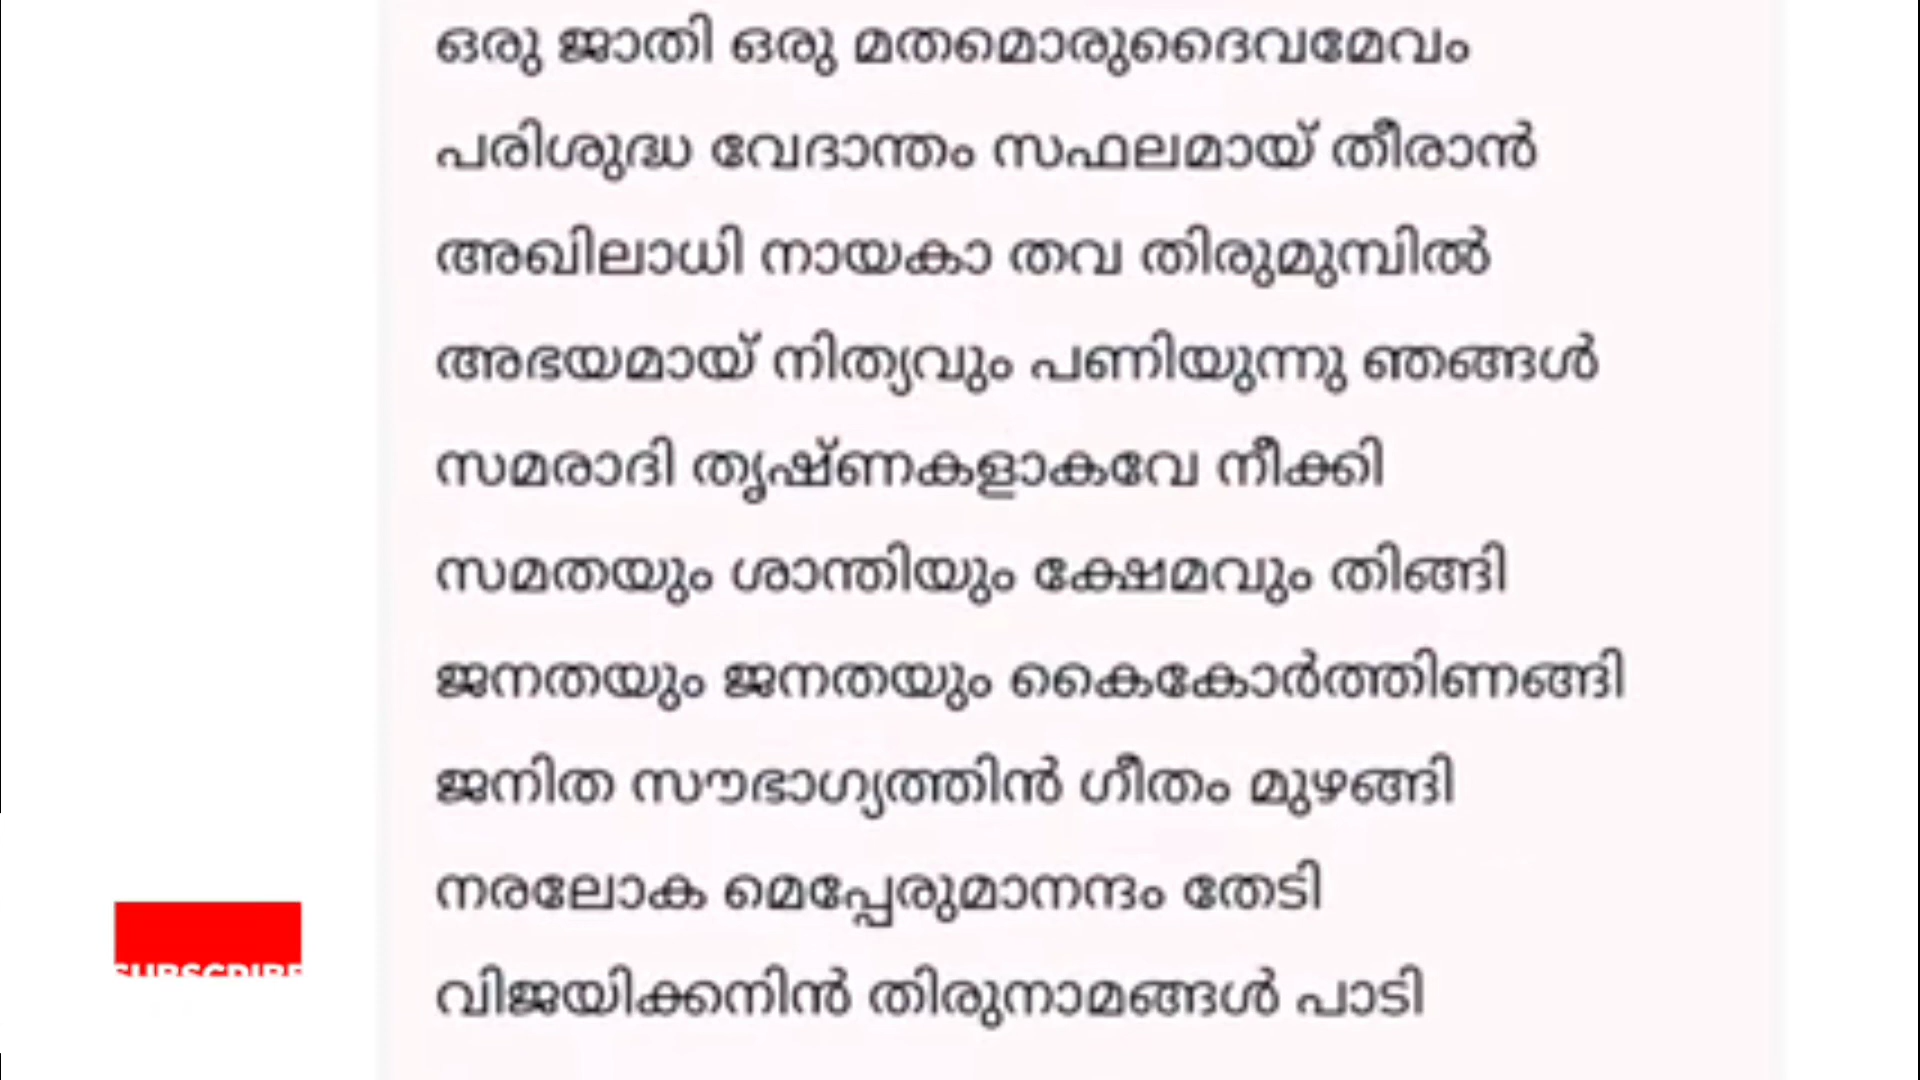 ഒരു ജാതി ഒരു മതമൊരുദൈവമേവം
പരിശുദ്ധ വേദാന്തം സഫലമായ് തീരാൻ
അഖിലാധി നായകാ തവ തിരുമുമ്പിൽ
അഭയമായ് നിത്യവും പണിയുന്നു ഞങ്ങൾ
സമരാദി തൃഷ്ണകളാകവേ നീക്കി
സമതയും ശാന്തിയും ക്ഷേമവും തിങ്ങി
ജനതയും ജനതയും കൈകോർത്തിണങ്ങി
ജനിത സൗഭാഗ്യത്തിൻ ഗീതം മുഴങ്ങി
നരലോക മെപ്പേരുമാനന്ദം തേടി
വിജയിക്കനിൻ തിരുനാമങ്ങൾ പാടി
SUBSCRIBE